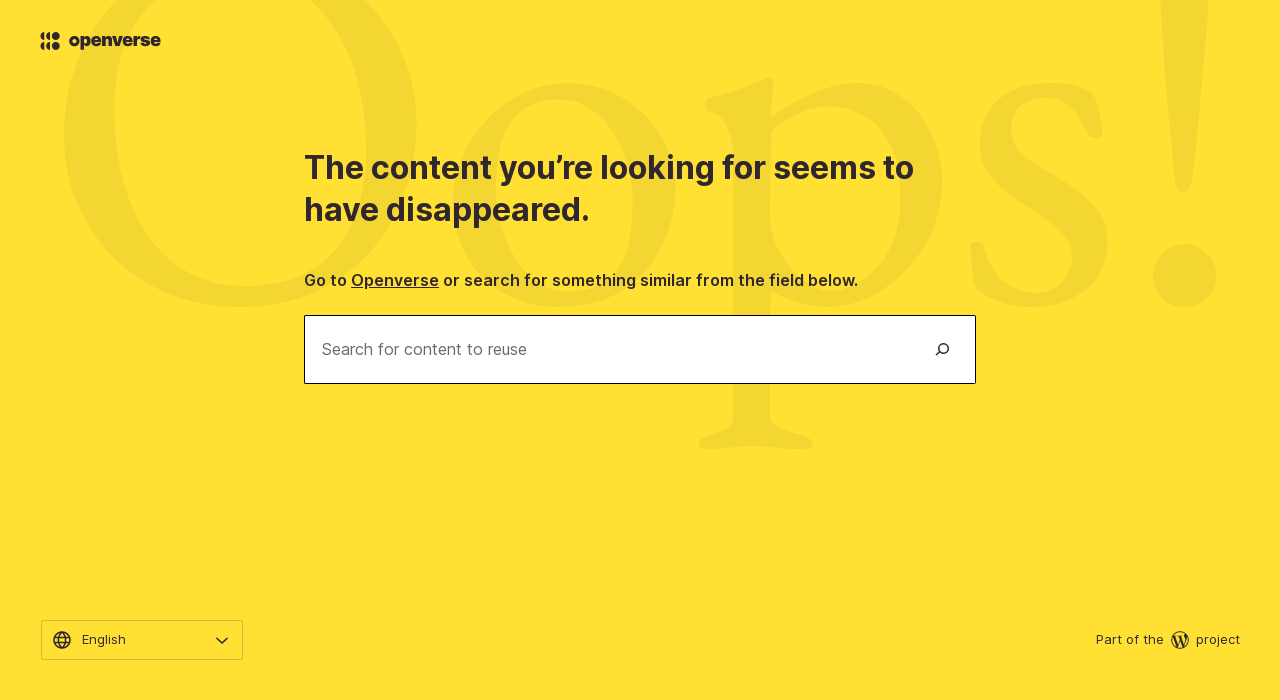 openverse
Oops!
The content you’re looking for seems to
have disappeared.
Go to Openverse or search for something similar from the field below.
Search for content to reuse
English
Part of the W project